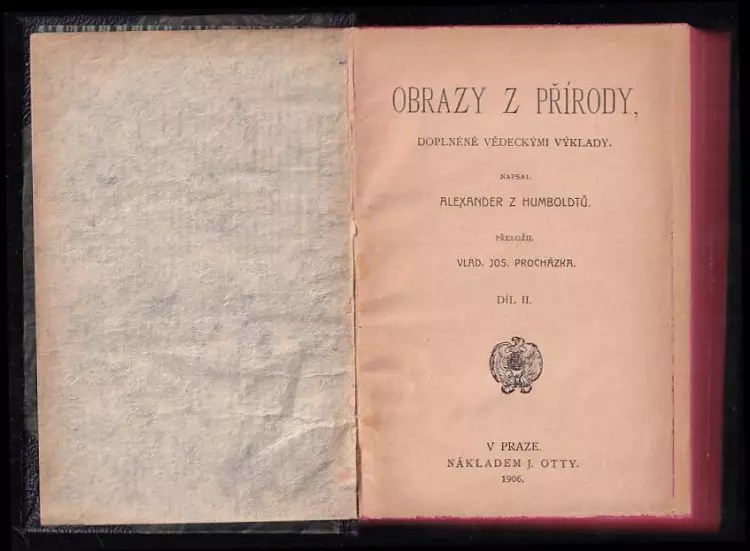 OBRAZY Z PŘÍRODY,
DOPLNĚNÉ VĚDECKÝMI VÝKLADY.
NAPSAL
ALEXANDER Z HUMBOLDTŮ.
PŘELOŽIL
VLAD. JOS. PROCHÁZKA.
DÍL II.
V PRAZE.
NÁKLADEM J. OTTY.
1906.